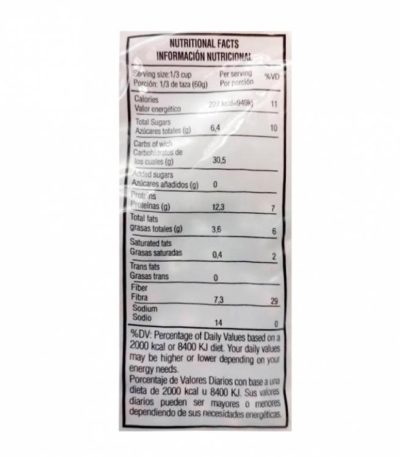 NUTRITIONAL FACTS
INFORMACIÓN NUTRICIONAL
Serving size:1/3 cup Per serving %VD
Porción: 1/3 de taza (60g) Por porción
Calories
Valor energético 11
Total Sugars
Azúcares totales (g) 6,4 10
Carbs of wich
Carbohidratos de
los cuales (g) 30,5
Added sugars
Azúcares añadidos (g) 0
Proteins
Proteínas (g) 12,3 7
Total fats
grasas totales (g) 3,6 6
Saturated fats
Grasas saturadas 0,4 2
Trans fats
Grasas trans 0
Fiber
Fibra 7,3 29
Sodium
Sodio 14 0
%DV: Percentage of Daily Values based on a
2000 kcal or 8400 KJ diet. Your daily values
may be higher or lower depending on your
energy needs.
Porcentaje de Valores Diarios con base a una
dieta de 2000 kcal u 8400 KJ. Sus valores
diarios pueden ser mayores o menores
dependiendo de sus necesidades energéticas.